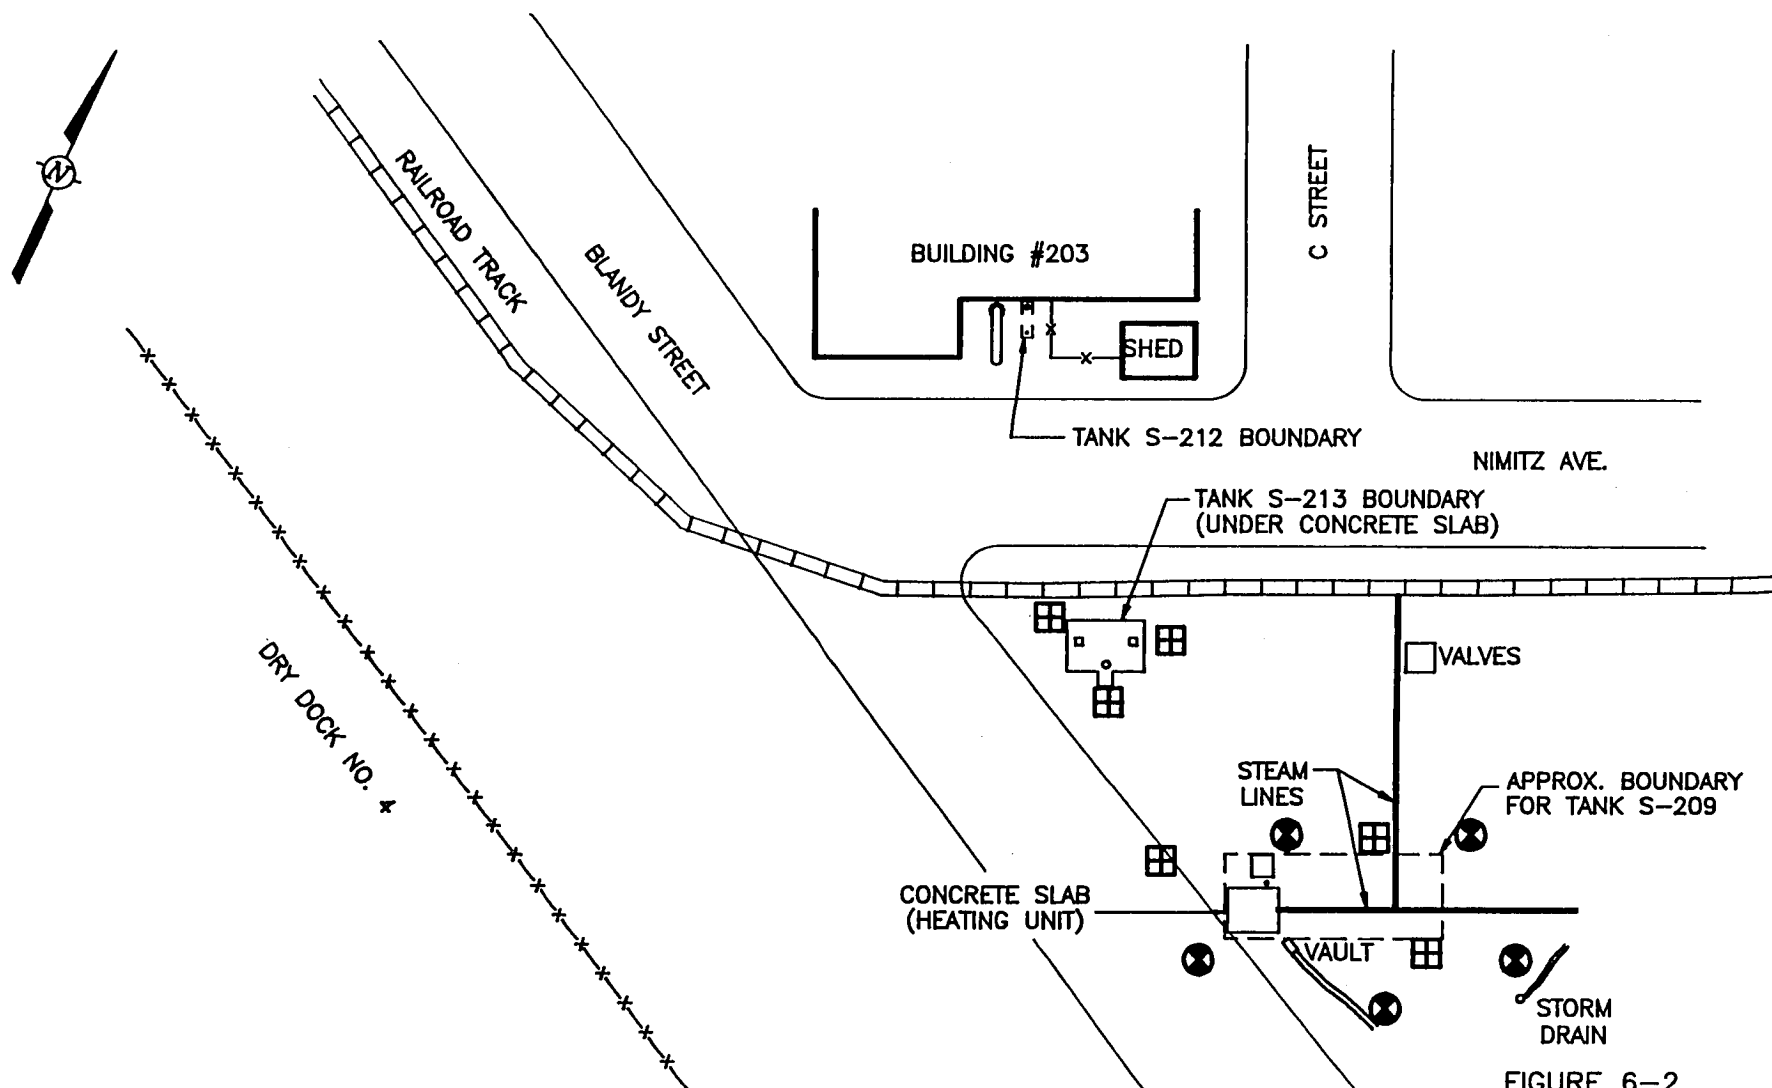 N
RAILROAD TRACK
BLANDY STREET
C STREET
BUILDING #203
SHED
TANK S-212 BOUNDARY
NIMITZ AVE.
TANK S-213 BOUNDARY
(UNDER CONCRETE SLAB)
VALVES
DRY DOCK NO. 4
STEAM
LINES
APPROX. BOUNDARY
FOR TANK S-209
CONCRETE SLAB
(HEATING UNIT)
VAULT
STORM
DRAIN
FIGURE 6-2